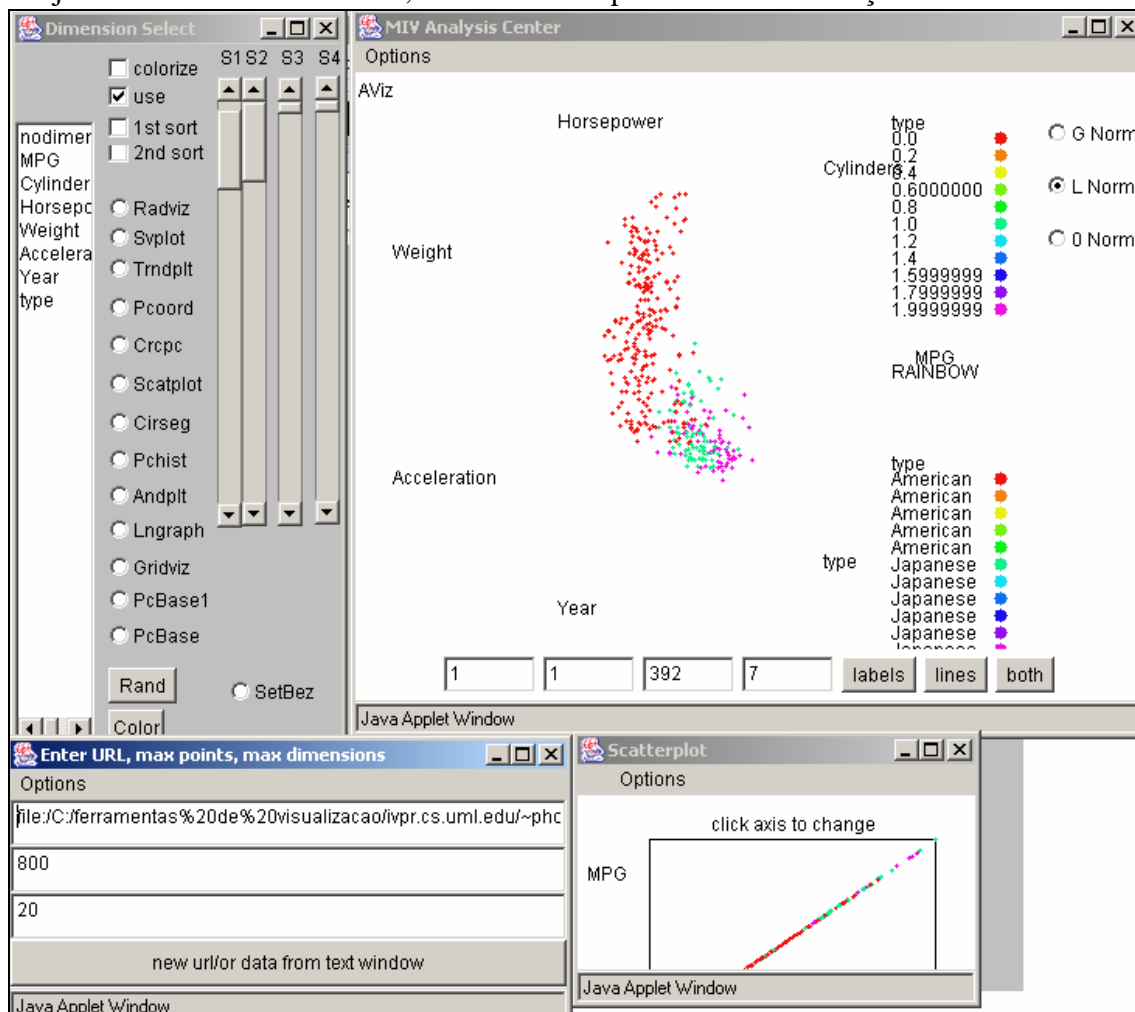 Dimension Select
colorize
S1 S2 S3 S4
use
1st sort
2nd sort
nodimer
MPG
Cylinder
Horsepc
Weight
Accelera
Year
type
Radviz
Svplot
Trndplt
Pcoord
Crcpc
Scatplot
Cirseg
Pchist
Andplt
Lngraph
Gridviz
PcBase1
PcBase
Rand
SetBez
Color
MIV Analysis Center
Options
AViz
Horsepower
Cylinders
Weight
Acceleration
Year
type
type
0.0
0.2
0.4
0.6000000
0.8
1.0
1.2
1.4
1.5999999
1.7999999
1.9999999
G Norm
L Norm
0 Norm
MPG
RAINBOW
type
American
American
American
American
American
Japanese
Japanese
Japanese
Japanese
Japanese
1
1
392
7
labels
lines
both
Java Applet Window
Enter URL, max points, max dimensions
Options
file:/C:/ferramentas%20de%20visualizacao/ivpr.cs.uml.edu/~phc
800
20
new url/or data from text window
Java Applet Window
Scatterplot
Options
click axis to change
MPG
Java Applet Window